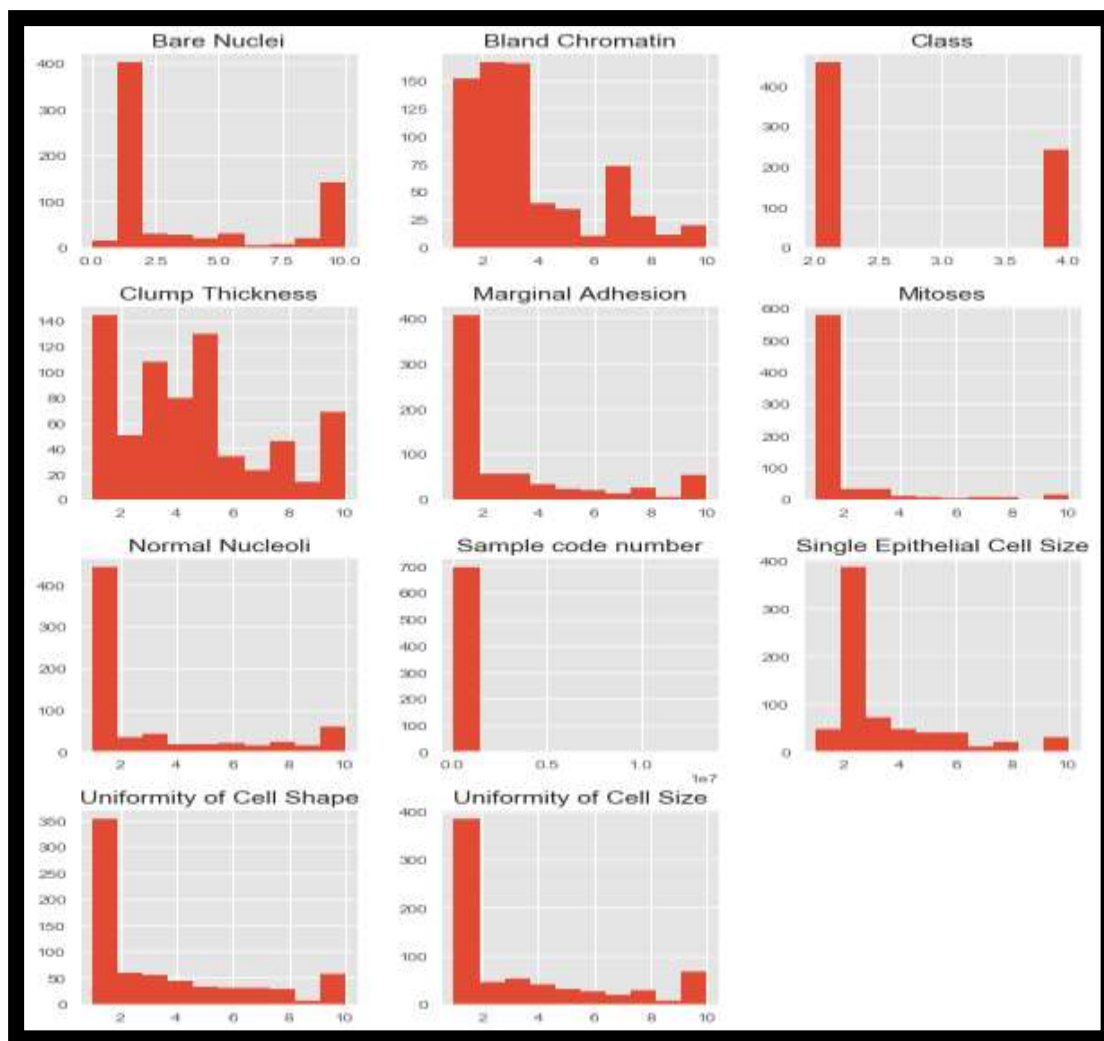 Bare Nuclei
400
300
200
100
0
0.0 2.5 5.0 7.5 10.0
Bland Chromatin
150
125
100
75
50
25
0
2 4 6 8 10
Class
400
300
200
100
0
2.0 2.5 3.0 3.5 4.0
Clump Thickness
140
120
100
80
60
40
20
0
2 4 6 8 10
Marginal Adhesion
400
300
200
100
0
2 4 6 8 10
Mitoses
600
500
400
300
200
100
0
2 4 6 8 10
Normal Nucleoli
400
300
200
100
0
2 4 6 8 10
Sample code number
700
600
500
400
300
200
100
0
0.0 0.5 1.0
1e7
Single Epithelial Cell Size
400
300
200
100
0
2 4 6 8 10
Uniformity of Cell Shape
350
300
250
200
150
100
50
0
2 4 6 8 10
Uniformity of Cell Size
400
300
200
100
0
2 4 6 8 10